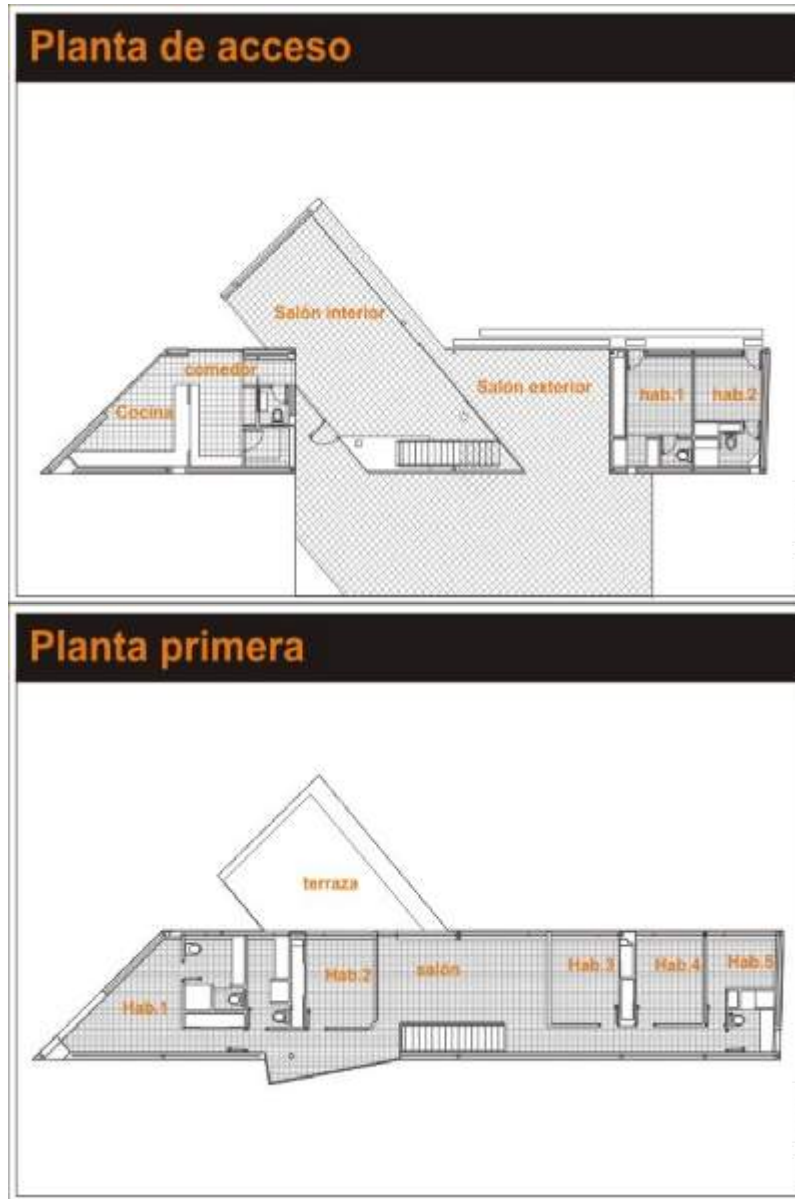 Planta de acceso
Salón interior
comedor
Salón exterior
Cocina
hab.1
hab.2
Planta primera
terraza
Hab.1
Hab.2
salón
Hab.3
Hab.4
Hab.5